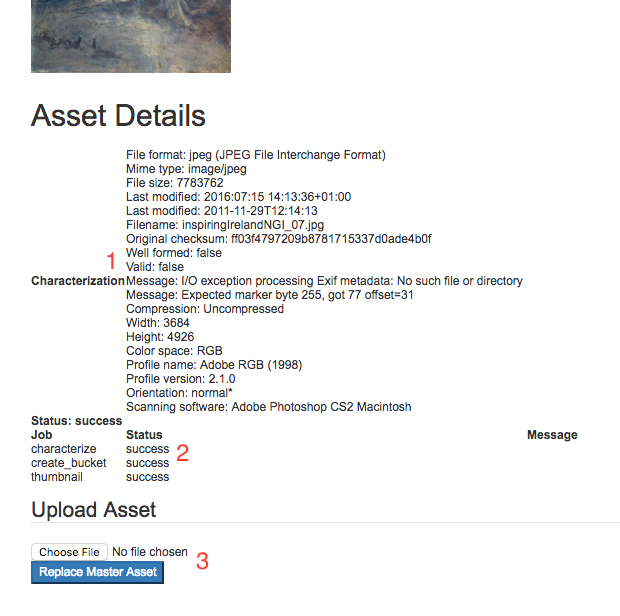 Asset Details
File format: jpeg (JPEG File Interchange Format)
Mime type: image/jpeg
File size: 7783762
Last modified: 2016:07:15 14:13:36+01:00
Last modified: 2011-11-29T12:14:13
Filename: inspiringIrelandNGI_07.jpg
Original checksum: ff03f4797209b8781715337d0ade4b0f
1 Well formed: false
Valid: false
Characterization Message: I/O exception processing Exif metadata: No such file or directory
Message: Expected marker byte 255, got 77 offset=31
Compression: Uncompressed
Width: 3684
Height: 4926
Color space: RGB
Profile name: Adobe RGB (1998)
Profile version: 2.1.0
Orientation: normal*
Scanning software: Adobe Photoshop CS2 Macintosh
Status: success
Job Status Message
characterize success 2
create_bucket success
thumbnail success
Upload Asset
Choose File No file chosen 3
Replace Master Asset